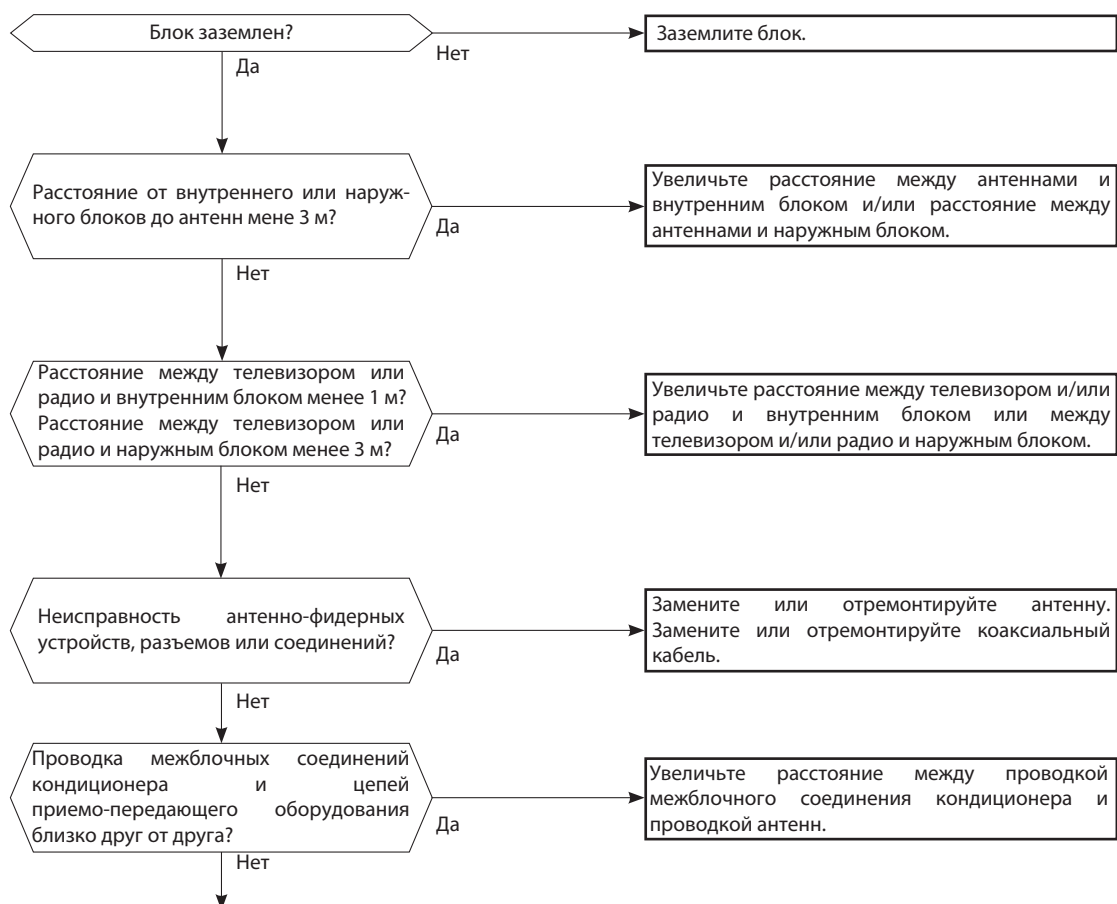 Блок заземлен?
Нет
Заземлите блок.
Да
Расстояние от внутреннего или наруж-
ного блоков до антенн мене 3 м?
Да
Увеличьте расстояние между антеннами и
внутренним блоком и/или расстояние между
антеннами и наружным блоком.
Нет
Расстояние между телевизором или
радио и внутренним блоком менее 1 м?
Расстояние между телевизором или
радио и наружным блоком менее 3 м?
Да
Увеличьте расстояние между телевизором и/или
радио и внутренним блоком или между
телевизором и/или радио и наружным блоком.
Нет
Неисправность антенно-фидерных
устройств, разъемов или соединений?
Да
Замените или отремонтируйте антенну.
Замените или отремонтируйте коаксиальный
кабель.
Нет
Проводка межблочных соединений
кондиционера и цепей
приемо-передающего оборудования
близко друг от друга?
Да
Увеличьте расстояние между проводкой
межблочного соединения кондиционера и
проводкой антенн.
Нет